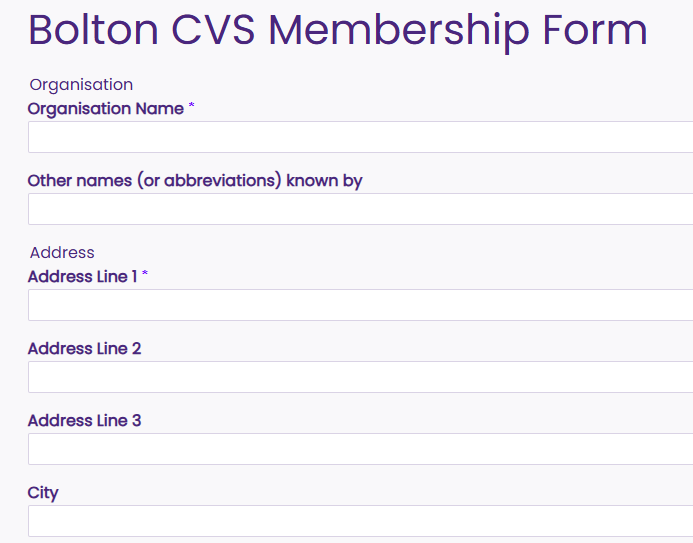 Bolton CVS Membership Form
Organisation
Organisation Name *
Other names (or abbreviations) known by
Address
Address Line 1 *
Address Line 2
Address Line 3
City